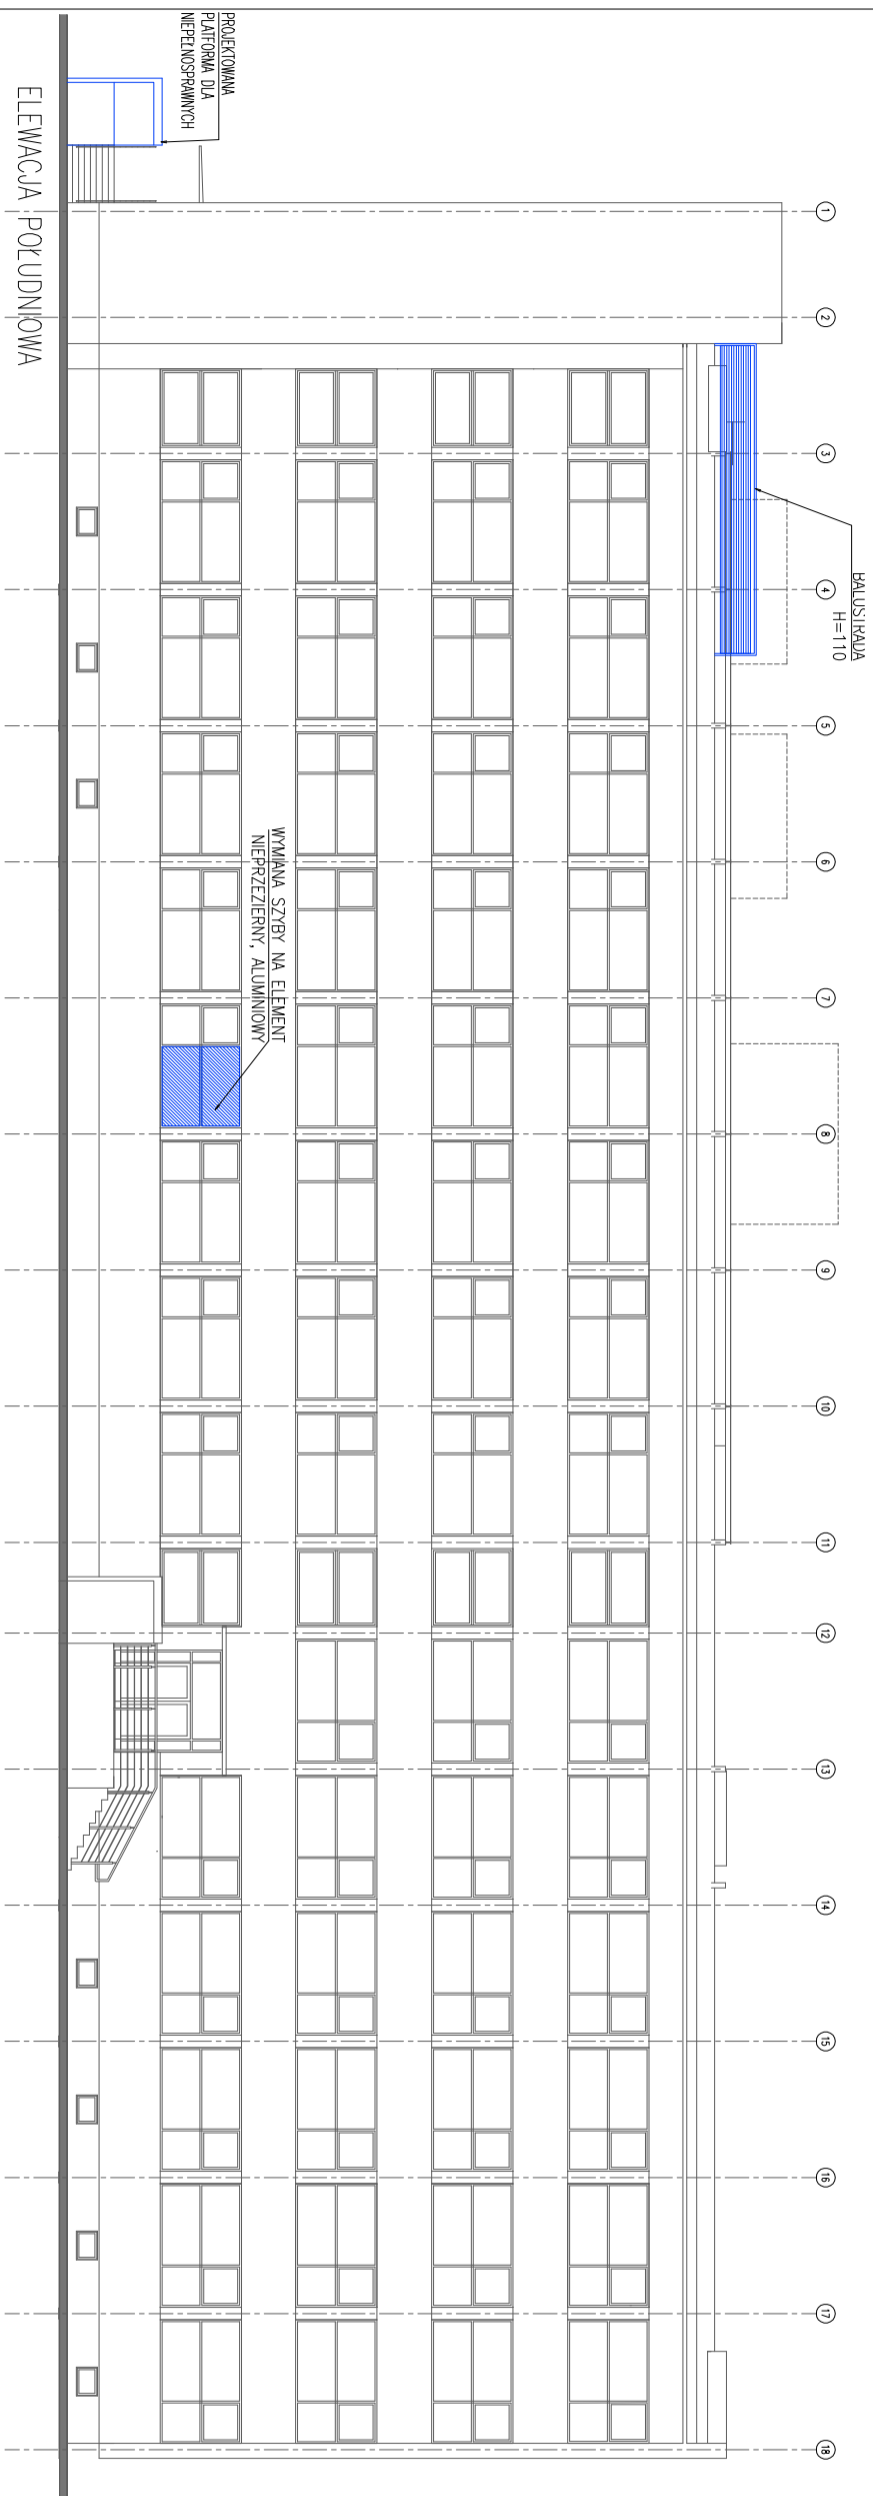 1
2
3
4
5
6
7
8
9
10
11
12
13
14
15
16
17
18
BALUSTRADA
H=110
PROJEKTOWANA
PLATFORMA DLA
NIEPEŁNOSPRAWNYCH
WYMIANA SZYBY NA ELEMENT
NIEPRZEZIERNY, ALUMINIOWY
ELEWACJA POŁUDNIOWA